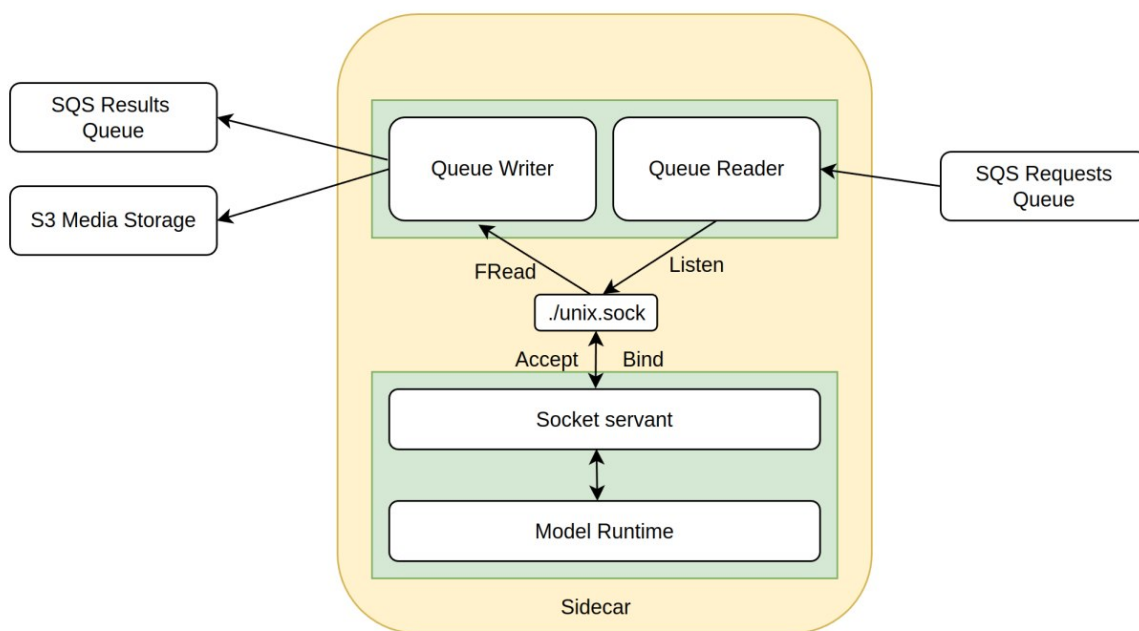 SQS Results
Queue
S3 Media Storage
Queue Writer
Queue Reader
SQS Requests
Queue
FRead
Listen
./unix.sock
Accept
Bind
Socket servant
Model Runtime
Sidecar